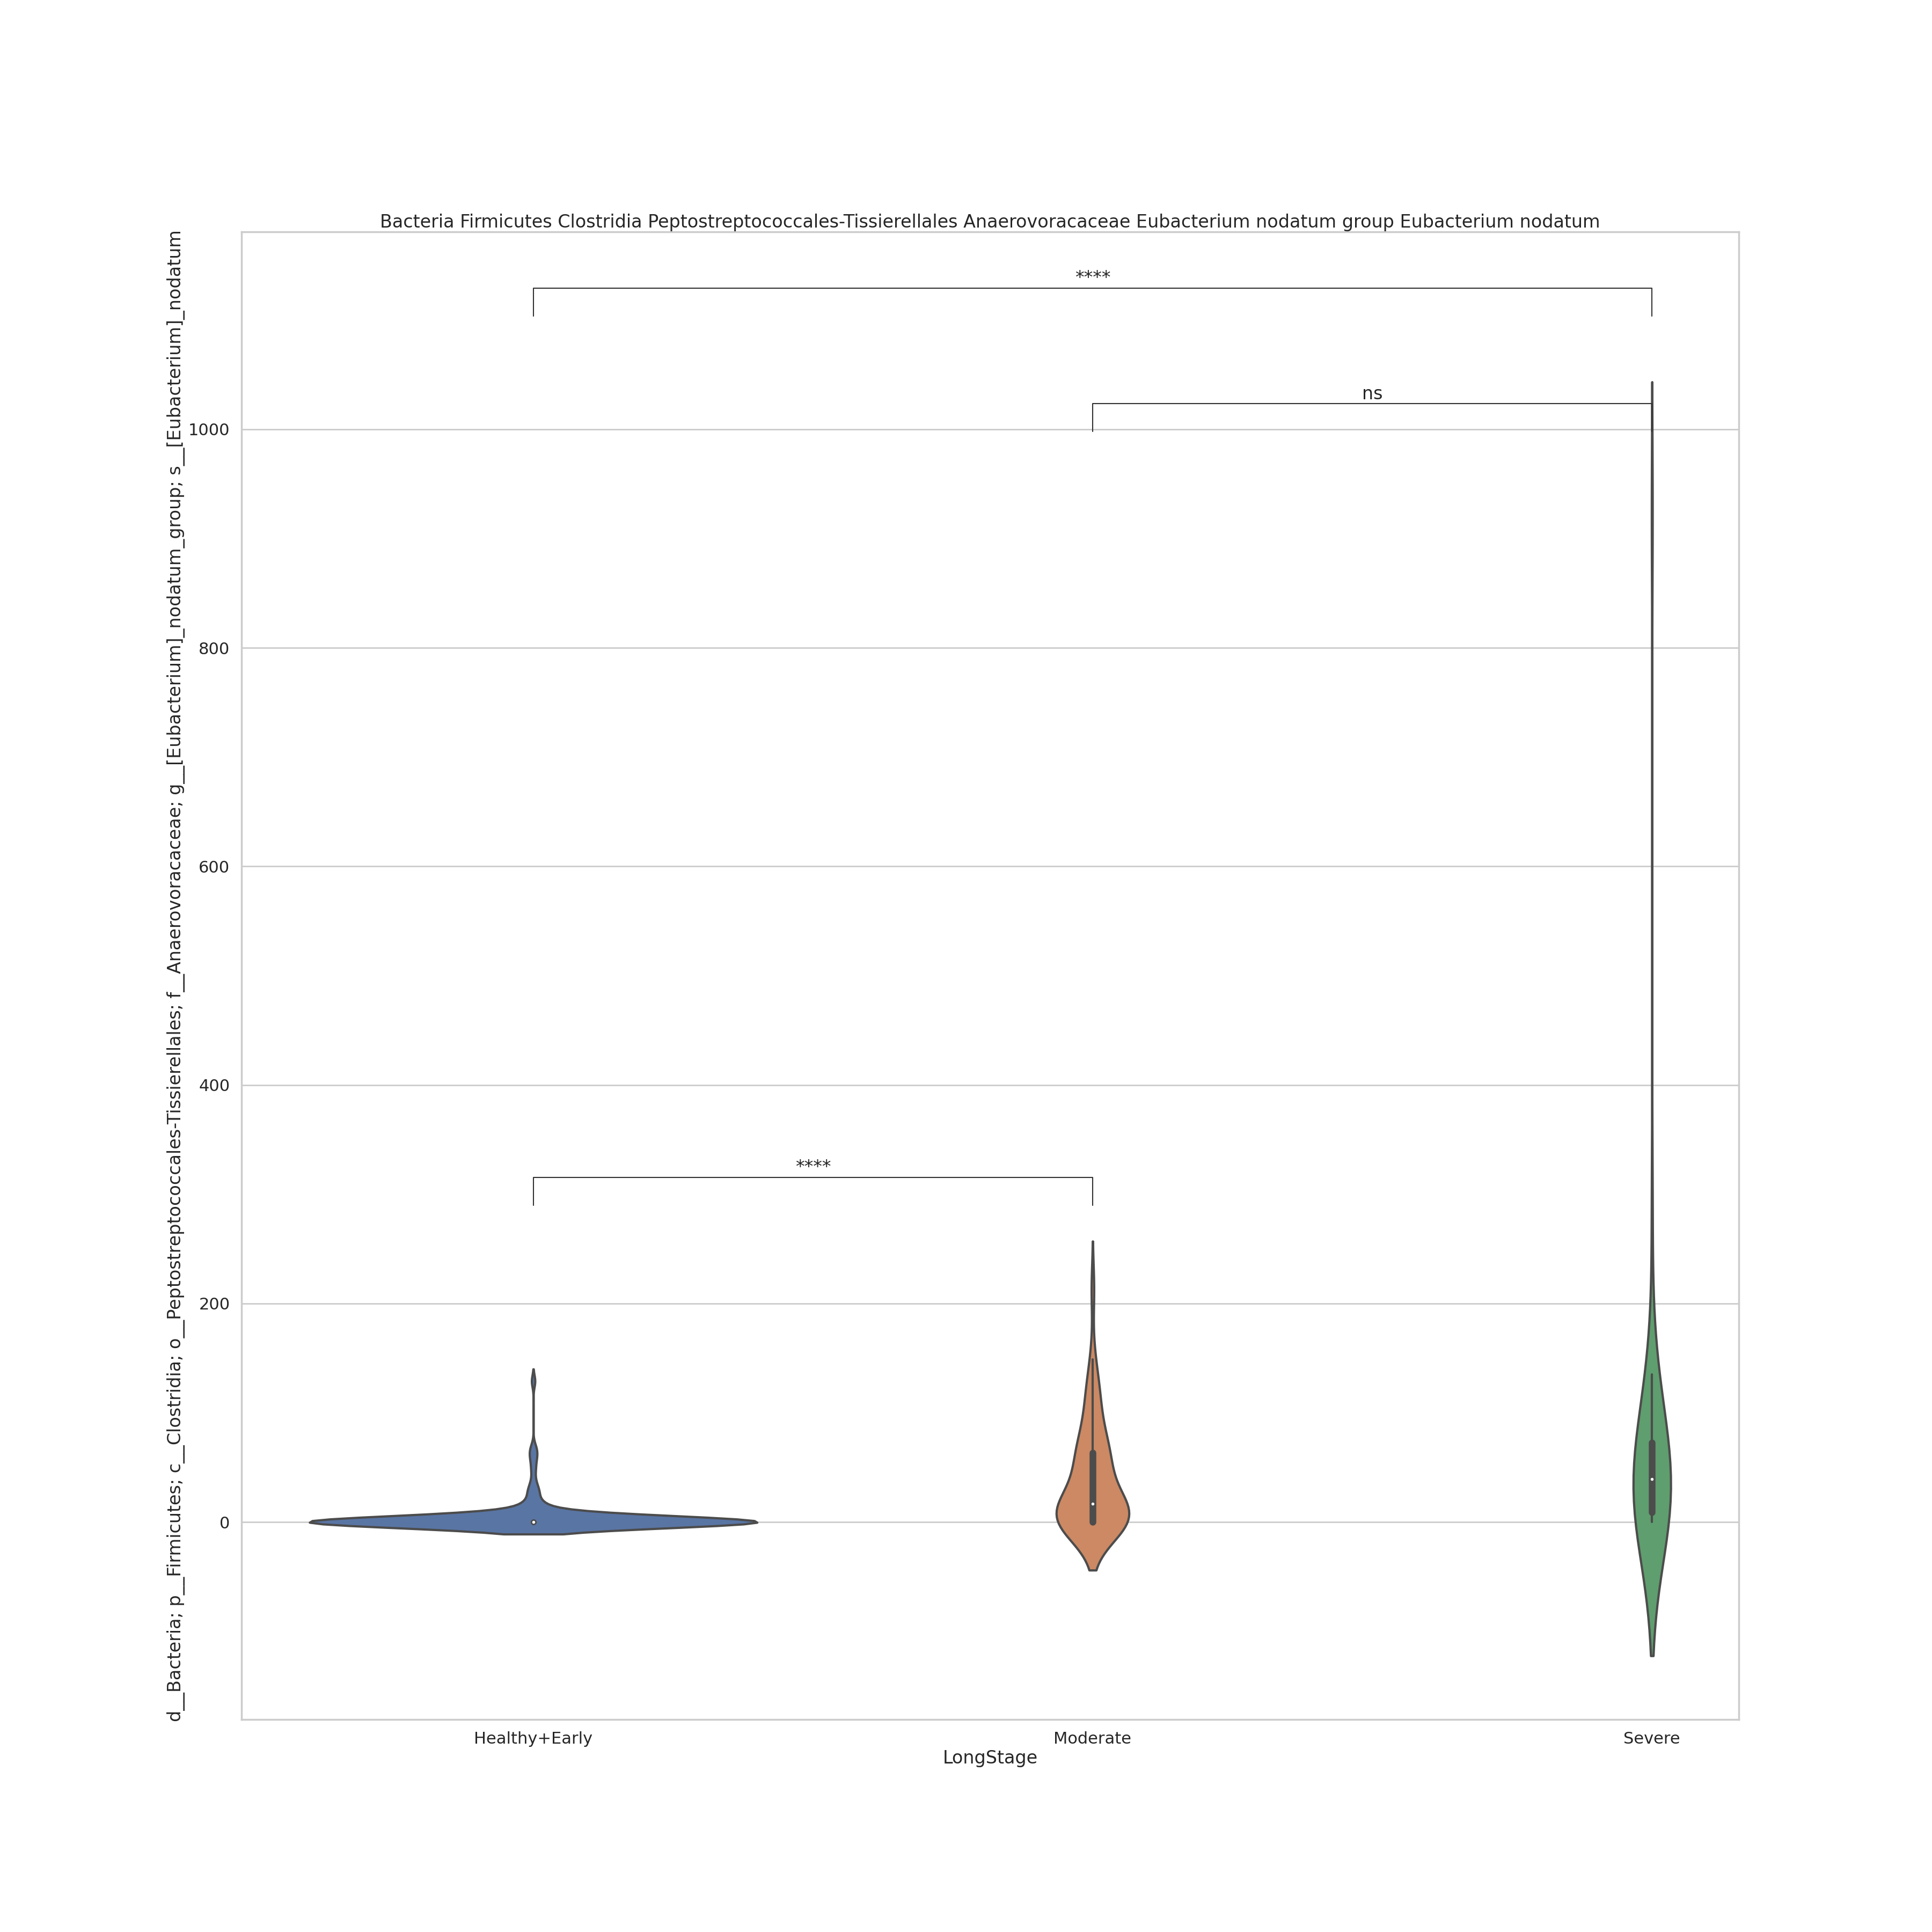 Bacteria Firmicutes Clostridia Peptostreptococcales-Tissierellales Anaerovoracaceae Eubacterium nodatum group Eubacterium nodatum
d__Bacteria; p__Firmicutes; c__Clostridia; o__Peptostreptococcales-Tissierellales; f__Anaerovoracaceae; g__[Eubacterium]_nodatum_group; s__[Eubacterium]_nodatum
****
ns
1000
800
600
400
****
200
0
Healthy+Early
Moderate
Severe
LongStage